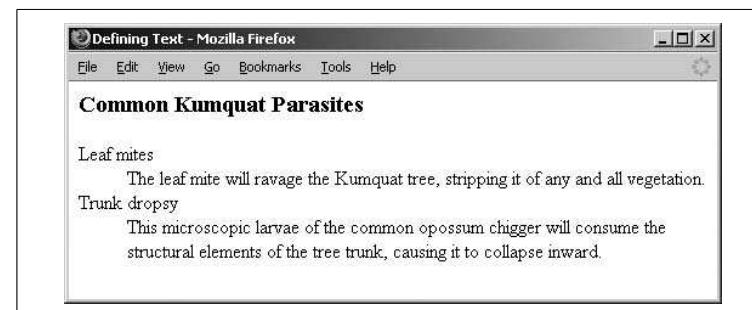 Defining Text - Mozilla Firefox
File Edit View Go Bookmarks Tools Help
Common Kumquat Parasites
Leaf mites
The leaf mite will ravage the Kumquat tree, stripping it of any and all vegetation.
Trunk dropsy
This microscopic larvae of the common opossum chigger will consume the
structural elements of the tree trunk, causing it to collapse inward.